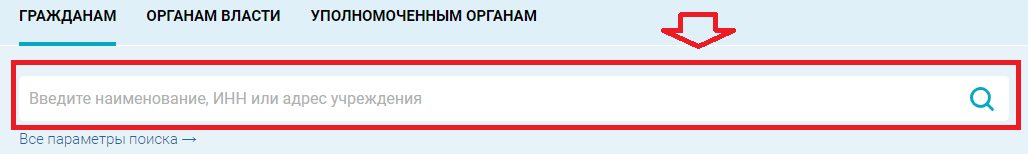 ГРАЖДАНАМ ОРГАНАМ ВЛАСТИ УПОЛНОМОЧЕННЫМ ОРГАНАМ
Введите наименование, ИНН или адрес учреждения
Все параметры поиска →